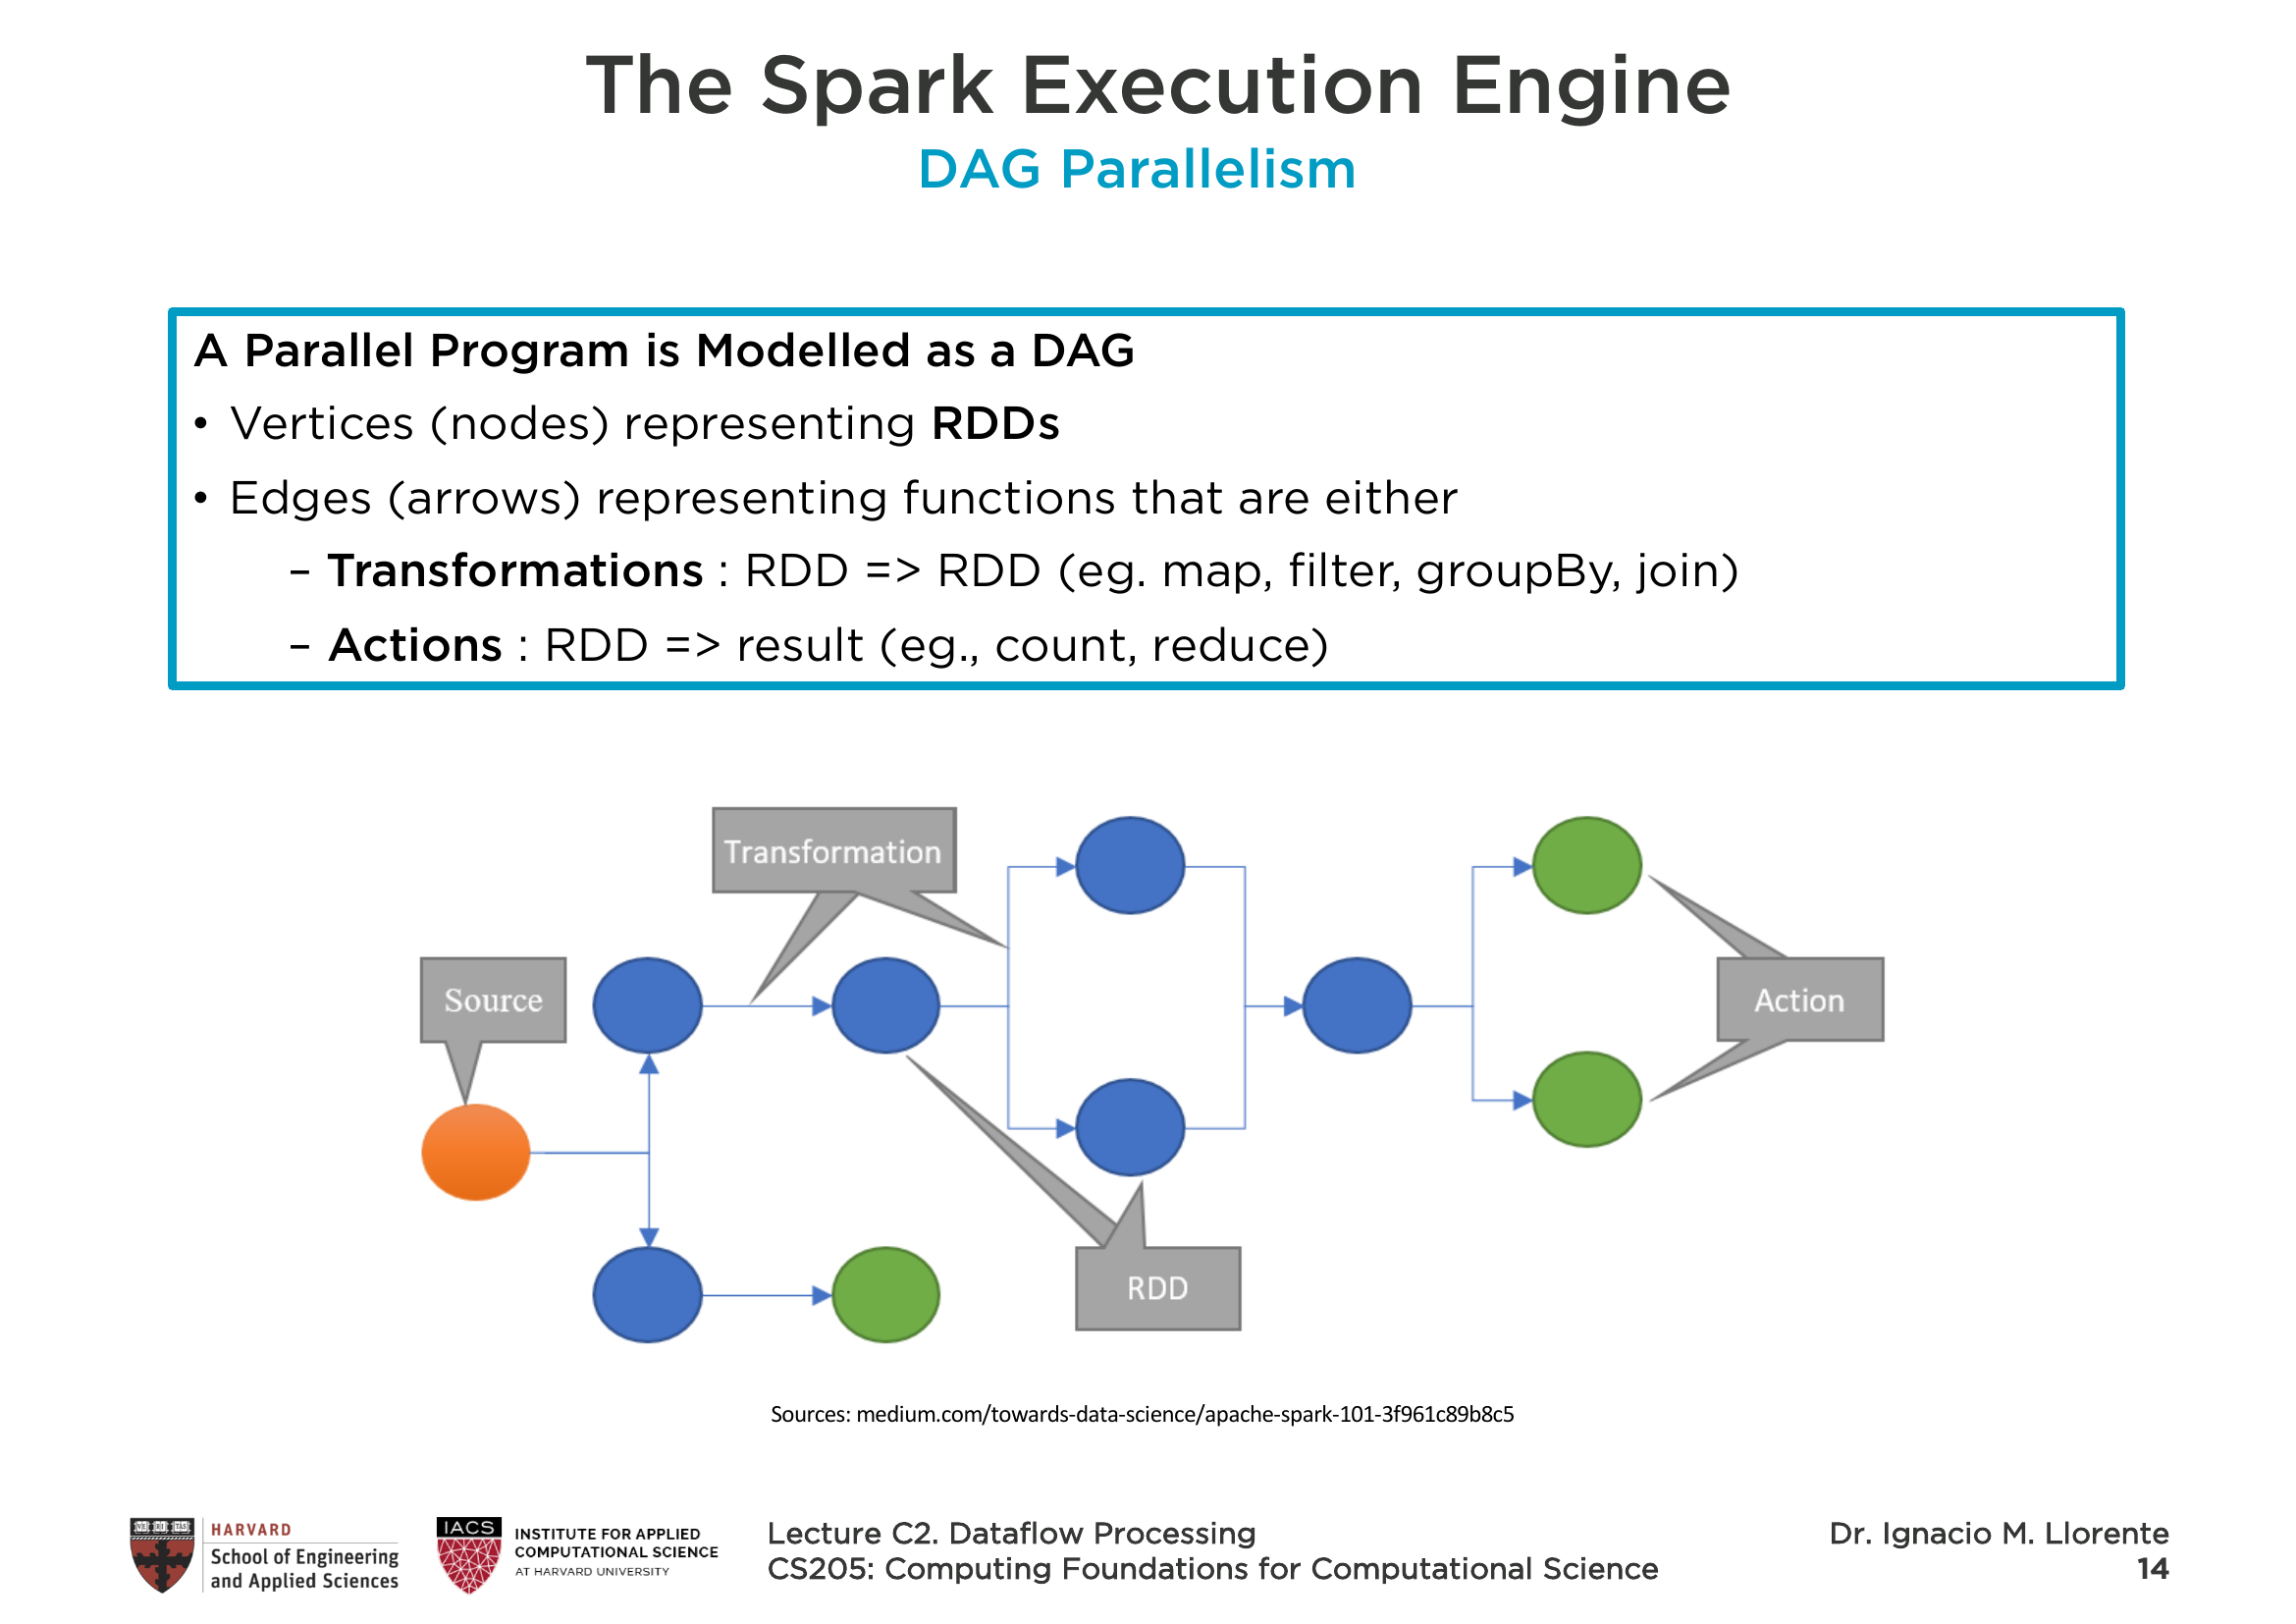 The Spark Execution Engine
DAG Parallelism
A Parallel Program is Modelled as a DAG
• Vertices (nodes) representing RDDs
• Edges (arrows) representing functions that are either
– Transformations : RDD => RDD (eg. map, filter, groupBy, join)
– Actions : RDD => result (eg., count, reduce)
Transformation
Source
Action
RDD
Sources: medium.com/towards-data-science/apache-spark-101-3f961c89b8c5
VE RI TAS
HARVARD
School of Engineering
and Applied Sciences
IACS
INSTITUTE FOR APPLIED
COMPUTATIONAL SCIENCE
AT HARVARD UNIVERSITY
Lecture C2. Dataflow Processing
CS205: Computing Foundations for Computational Science
Dr. Ignacio M. Llorente
14